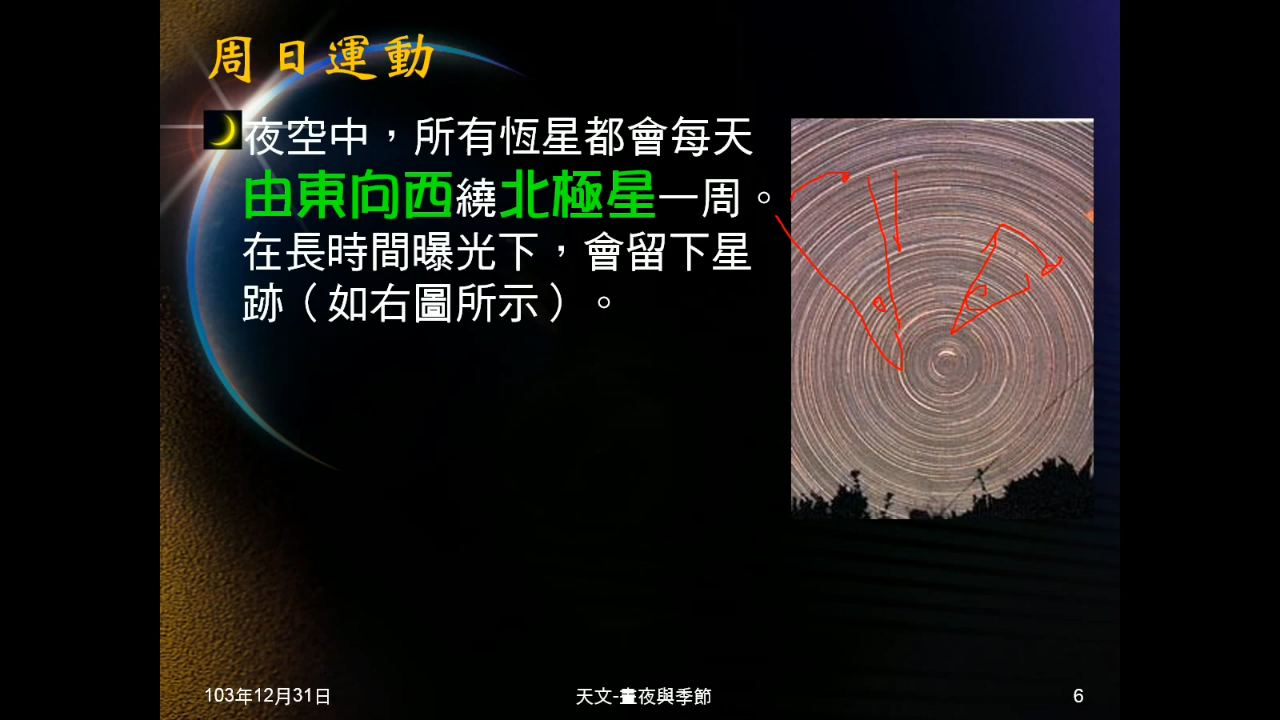 周日運動
夜空中，所有恆星都會每天
由東向西繞北極星一周。
在長時間曝光下，會留下星
跡（如右圖所示）。
103年12月31日
天文-晝夜與季節
6